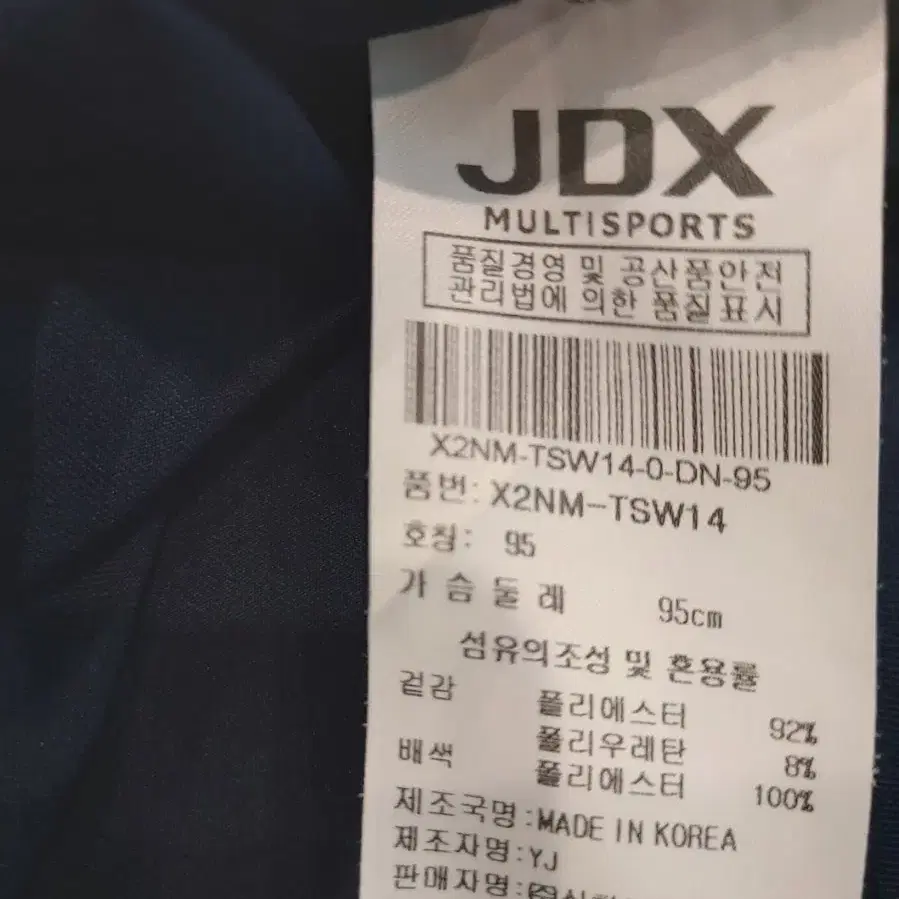 JDX
MULTISPORTS
품질경영 및 공산품안전
관리법에 의한 품질표시
X2NM-TSW14-0-DN-95
품번: X2NM-TSW14
호칭: 95
가슴둘레 95cm
섬유의조성 및 혼용률
겉감 폴리에스터 92%
폴리우레탄 8%
배색 폴리에스터 100%
제조국명:MADE IN KOREA
제조자명:YJ
판매자명: